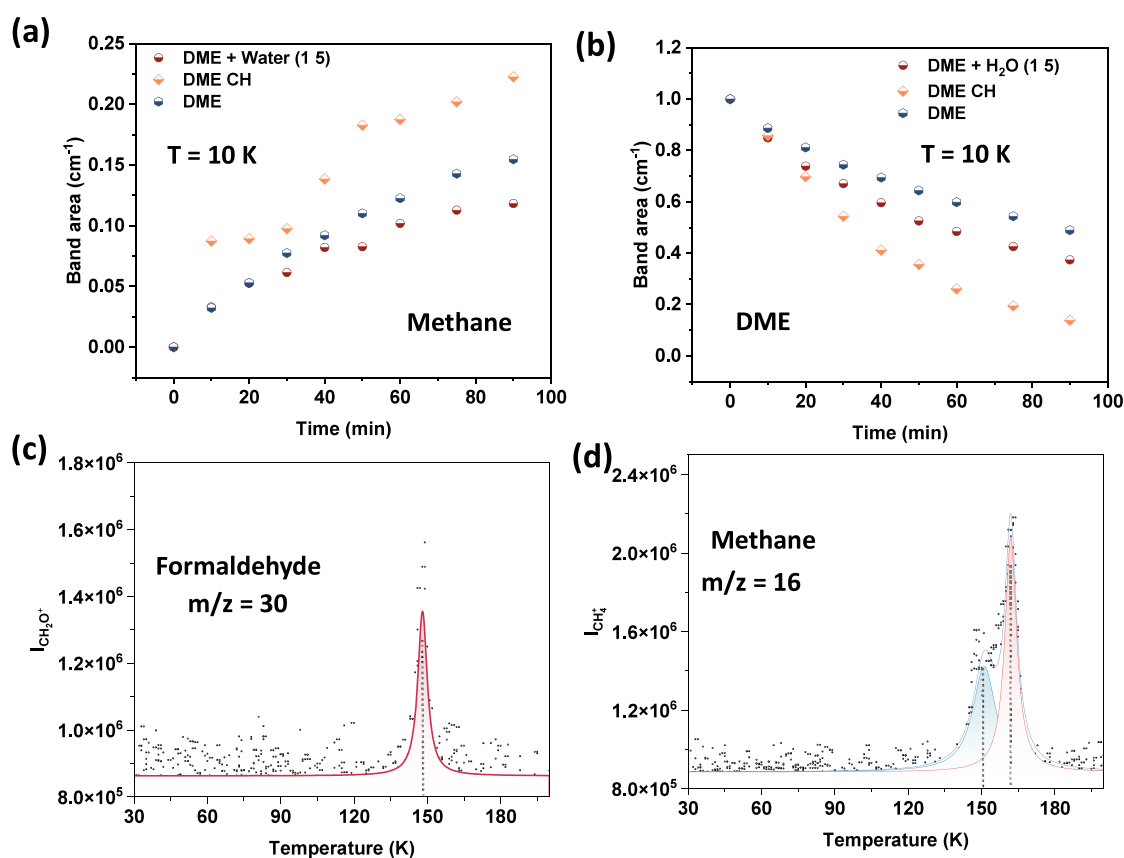 (a)
DME + Water (1 5)
DME CH
DME
T = 10 K
Methane
0.25
0.20
0.15
0.10
0.05
0.00
Band area (cm⁻¹)
0 20 40 60 80 100
Time (min)
(b)
DME + H₂O (1 5)
DME CH
DME
T = 10 K
DME
1.2
1.0
0.8
0.6
0.4
0.2
0.0
Band area (cm⁻¹)
0 20 40 60 80 100
Time (min)
(c)
Formaldehyde
m/z = 30
1.8×10⁶
1.6×10⁶
1.4×10⁶
1.2×10⁶
1.0×10⁶
8.0×10⁵
I_CH₂O⁺
30 60 90 120 150 180
Temperature (K)
(d)
Methane
m/z = 16
2.4×10⁶
2.0×10⁶
1.6×10⁶
1.2×10⁶
8.0×10⁵
I_CH₄⁺
30 60 90 120 150 180
Temperature (K)